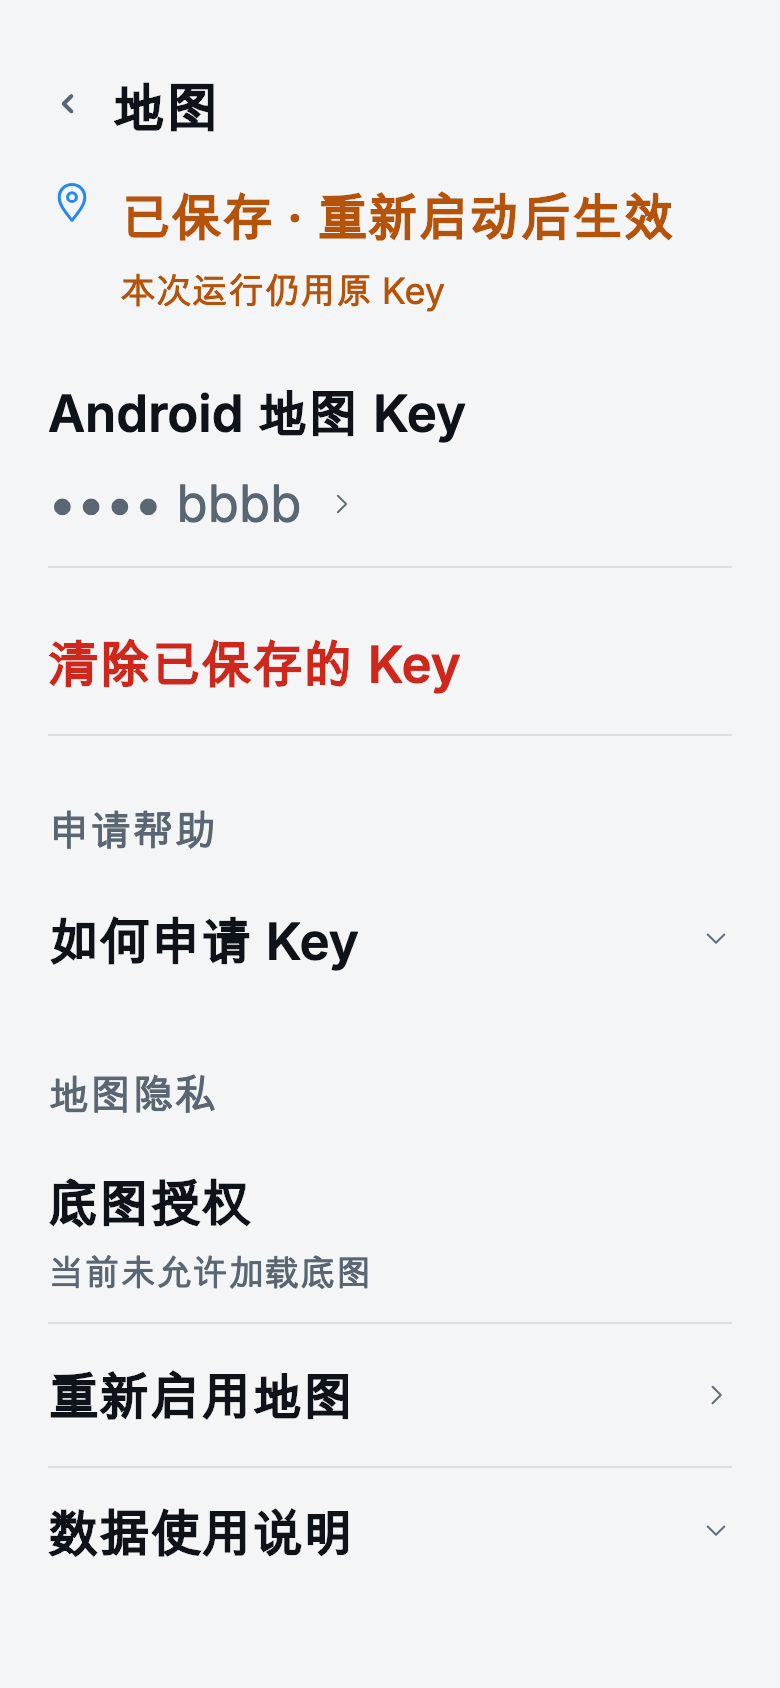 地图
已保存 · 重新启动后生效
本次运行仍用原 Key
Android 地图 Key
•••• bbbb
清除已保存的 Key
申请帮助
如何申请 Key
地图隐私
底图授权
当前未允许加载底图
重新启用地图
数据使用说明